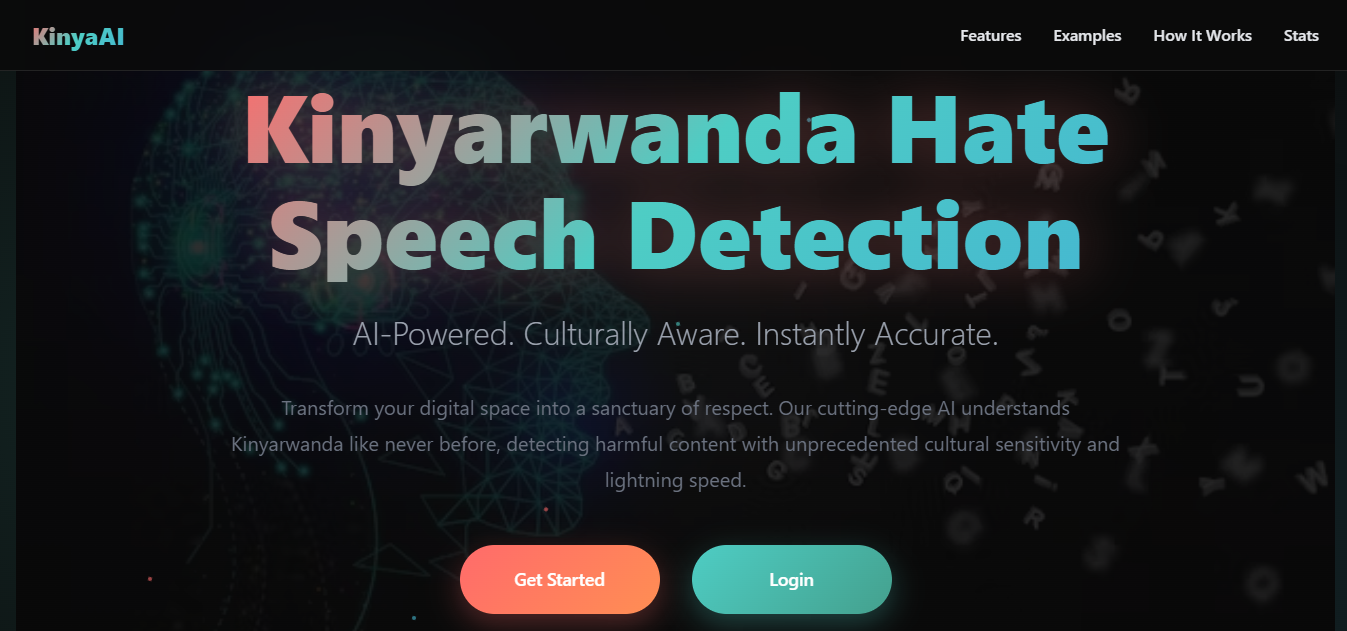 KinyaAI
Features
Examples
How It Works
Stats
Kinyarwanda Hate
Speech Detection
AI-Powered. Culturally Aware. Instantly Accurate.
Transform your digital space into a sanctuary of respect. Our cutting-edge AI understands
Kinyarwanda like never before, detecting harmful content with unprecedented cultural sensitivity and
lightning speed.
Get Started
Login